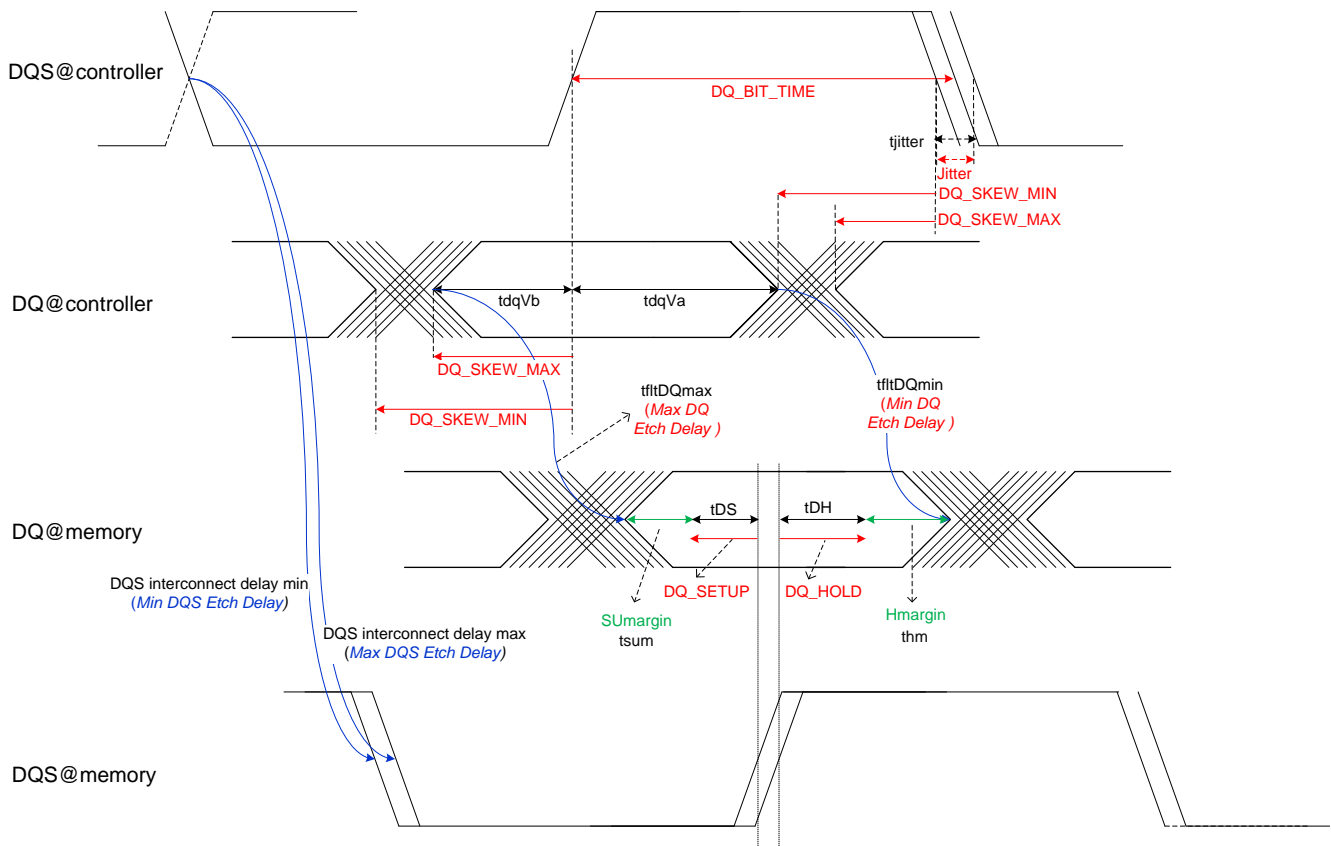 DQS@controller
DQ_BIT_TIME
tjitter
Jitter
DQ_SKEW_MIN
DQ_SKEW_MAX
DQ@controller
tdqVb
tdqVa
DQ_SKEW_MAX
DQ_SKEW_MIN
tfltDQmax
(Max DQ
Etch Delay )
tfltDQmin
(Min DQ
Etch Delay )
DQ@memory
tDS
tDH
DQ_SETUP
DQ_HOLD
SUmargin
tsum
Hmargin
thm
DQS interconnect delay min
(Min DQS Etch Delay)
DQS interconnect delay max
(Max DQS Etch Delay)
DQS@memory